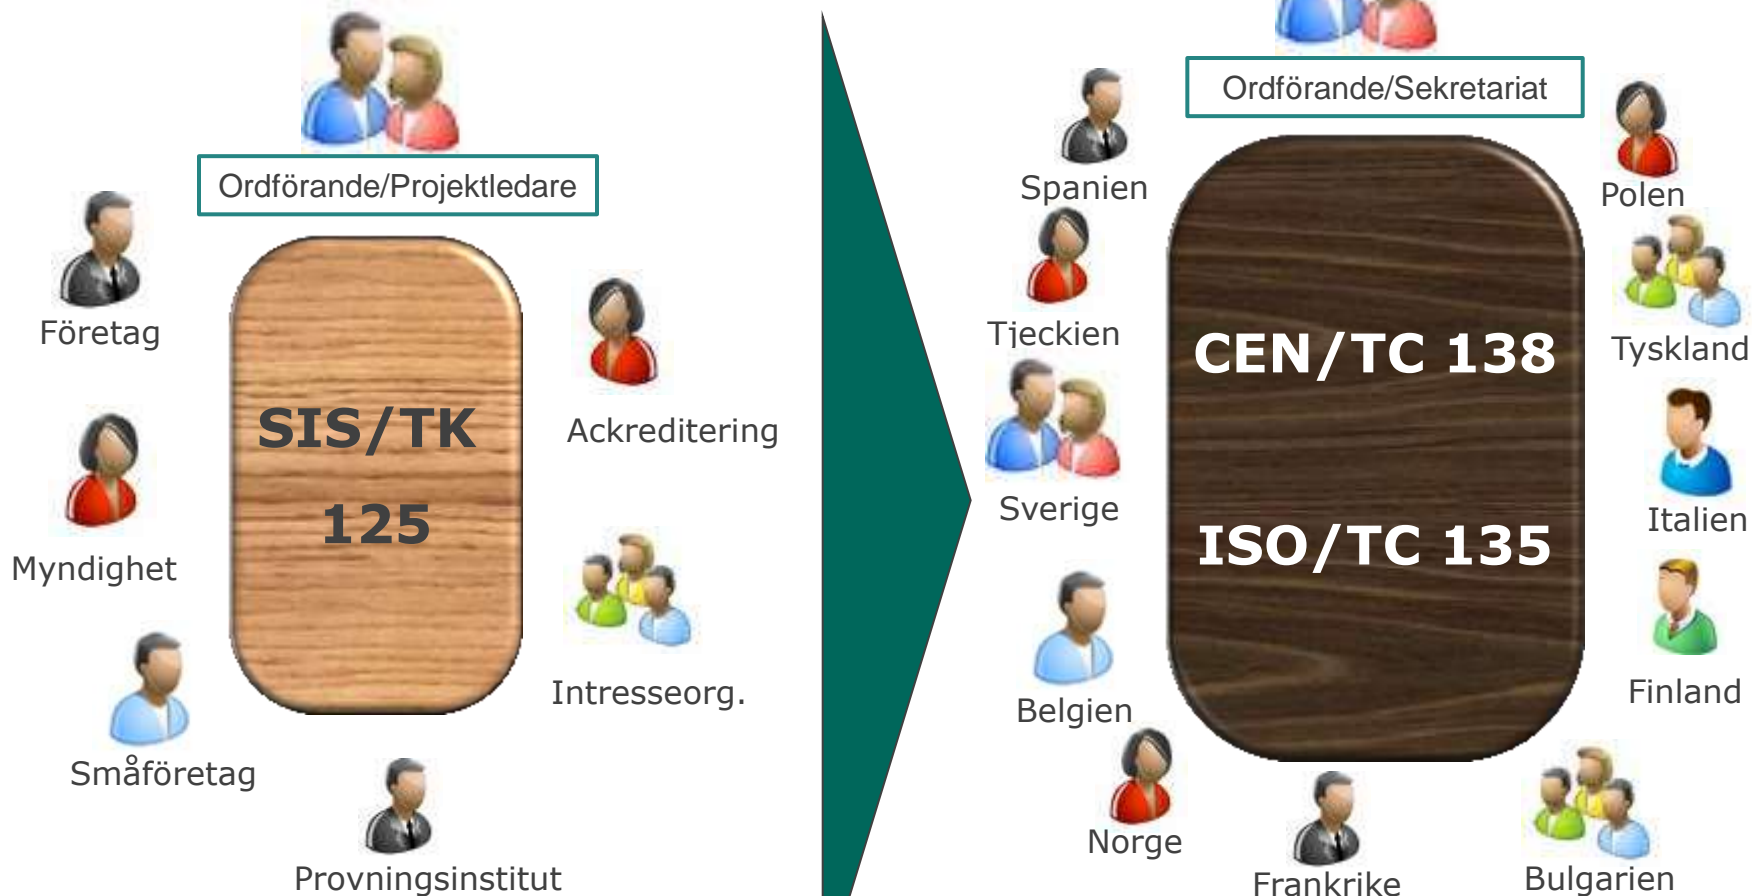 Ordförande/Projektledare
Företag
Myndighet
Småföretag
Provningsinstitut
Ackreditering
Intresseorg.
SIS/TK
125
Ordförande/Sekretariat
Spanien
Tjeckien
Sverige
Belgien
Norge
Frankrike
Bulgarien
Finland
Italien
Tyskland
Polen
CEN/TC 138
ISO/TC 135